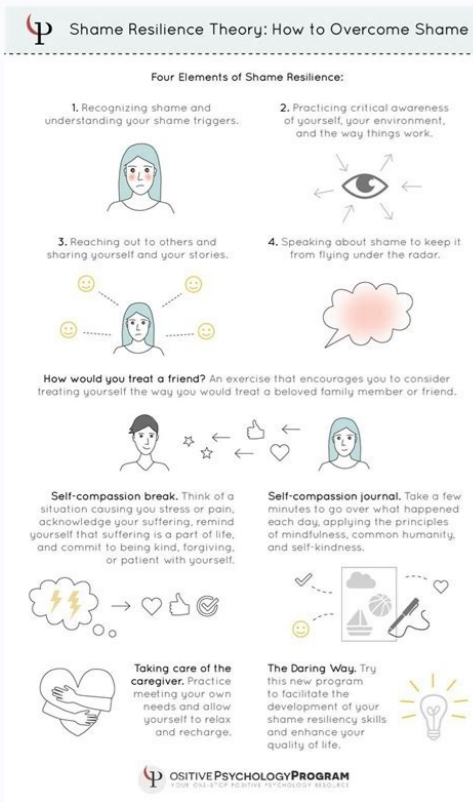 Shame Resilience Theory: How to Overcome Shame
Four Elements of Shame Resilience:
1. Recognizing shame and
understanding your shame triggers.
2. Practicing critical awareness
of yourself, your environment,
and the way things work.
3. Reaching out to others and
sharing yourself and your stories.
4. Speaking about shame to keep it
from flying under the radar.
How would you treat a friend? An exercise that encourages you to consider
treating yourself the way you would treat a beloved family member or friend.
Self-compassion break. Think of a
situation causing you stress or pain,
acknowledge your suffering, remind
yourself that suffering is a part of life,
and commit to being kind, forgiving,
or patient with yourself.
Self-compassion journal. Take a few
minutes to go over what happened
each day, applying the principles
of mindfulness, common humanity,
and self-kindness.
Taking care of the
caregiver. Practice
meeting your own
needs and allow
yourself to relax
and recharge.
The Daring Way. Try
this new program
to facilitate the
development of your
shame resiliency skills
and enhance your
quality of life.
POSITIVE PSYCHOLOGY PROGRAM
YOUR ONE-STOP POSITIVE PSYCHOLOGY RESOURCE